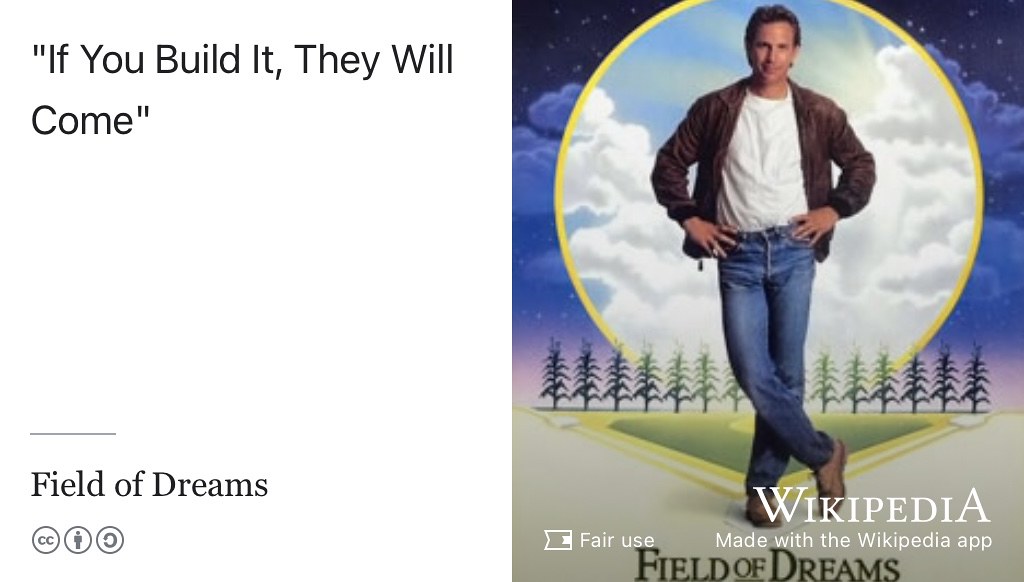 "If You Build It, They Will
Come"
Field of Dreams
cc
WIKIPEDIA
Fair use
Made with the Wikipedia app
FIELD OF DREAMS